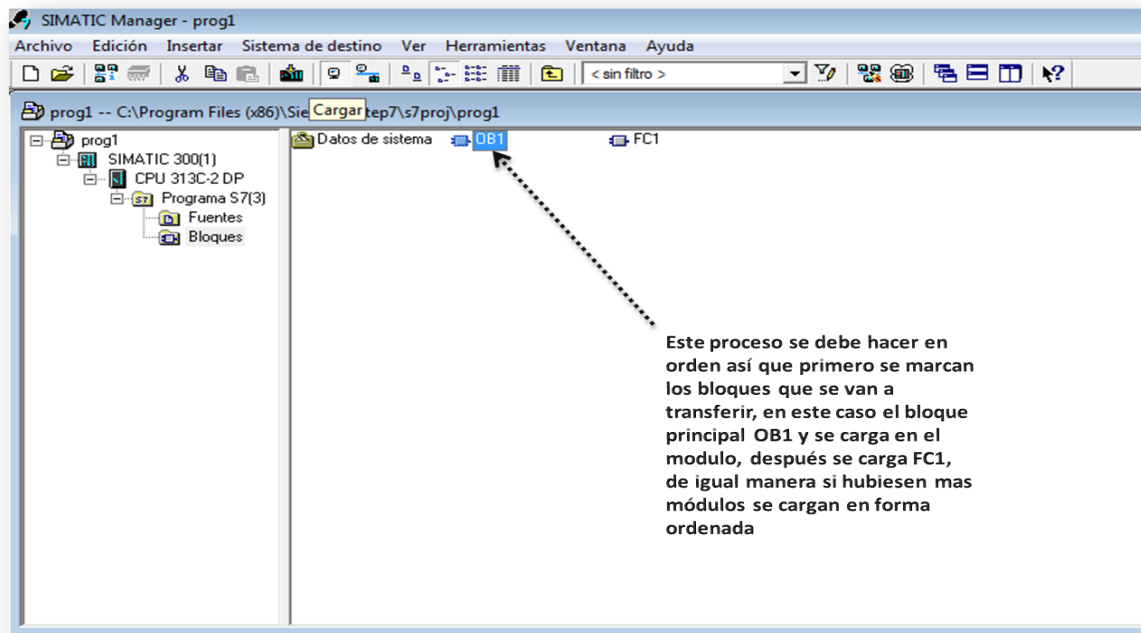 SIMATIC Manager - prog1
Archivo Edición Insertar Sistema de destino Ver Herramientas Ventana Ayuda
< sin filtro >
prog1 -- C:\Program Files (x86)\Sie tep7\s7proj\prog1
Cargar
prog1
SIMATIC 300(1)
CPU 313C-2 DP
Programa S7(3)
Fuentes
Bloques
Datos de sistema OB1 FC1
Este proceso se debe hacer en
orden así que primero se marcan
los bloques que se van a
transferir, en este caso el bloque
principal OB1 y se carga en el
modulo, después se carga FC1,
de igual manera si hubiesen mas
módulos se cargan en forma
ordenada